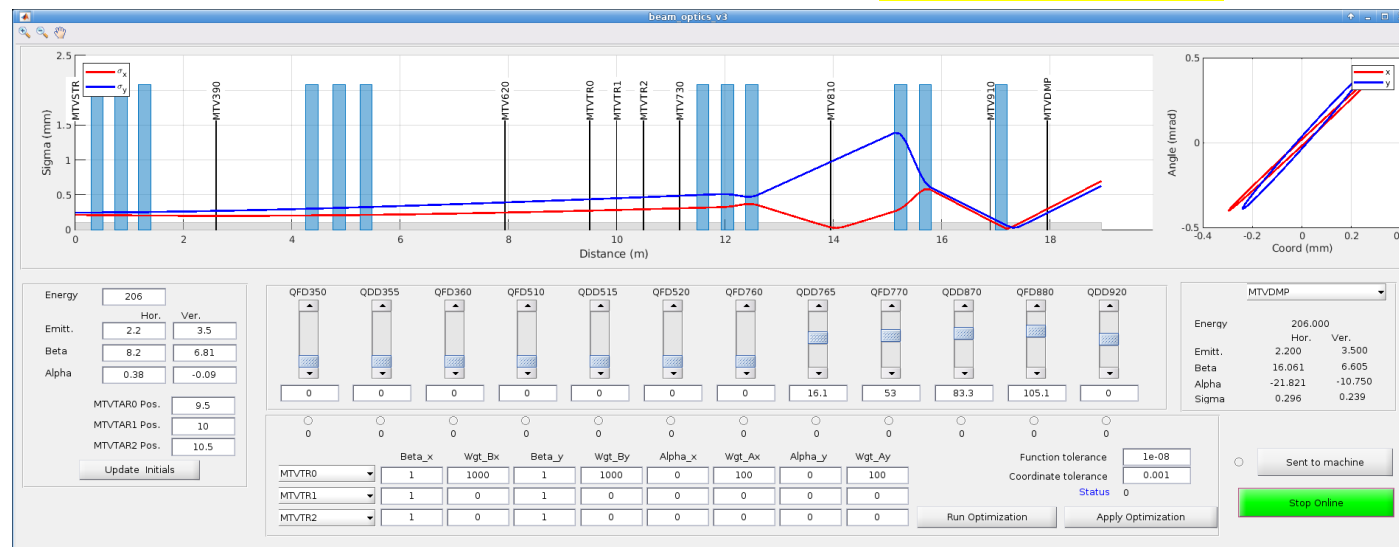 beam_optics_v3
2.5
1.5
1
0.5
0
Sigma (mm)
σx
σy
MTVSTR
MTV390
MTV620
MTVTR0
MTVTR1
MTVTR2
MTV730
MTV810
MTV910
MTVDMP
0 2 4 6 8 10 12 14 16 18
Distance (m)
0.5
0
-0.5
Angle (mrad)
x
y
-0.4 -0.2 0 0.2
Coord (mm)
Energy 206
Hor. Ver.
Emitt. 2.2 3.5
Beta 8.2 6.81
Alpha 0.38 -0.09
MTVTAR0 Pos. 9.5
MTVTAR1 Pos. 10
MTVTAR2 Pos. 10.5
Update Initials
QFD350 QDD355 QFD360 QFD510 QDD515 QFD520 QFD760 QDD765 QFD770 QDD870 QFD880 QDD920
0 0 0 0 0 0 0 16.1 53 83.3 105.1 0
0 0 0 0 0 0 0 0 0 0 0 0
Beta_x Wgt_Bx Beta_y Wgt_By Alpha_x Wgt_Ax Alpha_y Wgt_Ay
MTVTR0 1 1000 1 1000 0 100 0 100
MTVTR1 1 0 1 0 0 0 0 0
MTVTR2 1 0 1 0 0 0 0 0
Function tolerance 1e-08
Coordinate tolerance 0.001
Status 0
Run Optimization
Apply Optimization
MTVDMP
Energy 206.000
Hor. Ver.
Emitt. 2.200 3.500
Beta 16.061 6.605
Alpha -21.821 -10.750
Sigma 0.296 0.239
Sent to machine
Stop Online